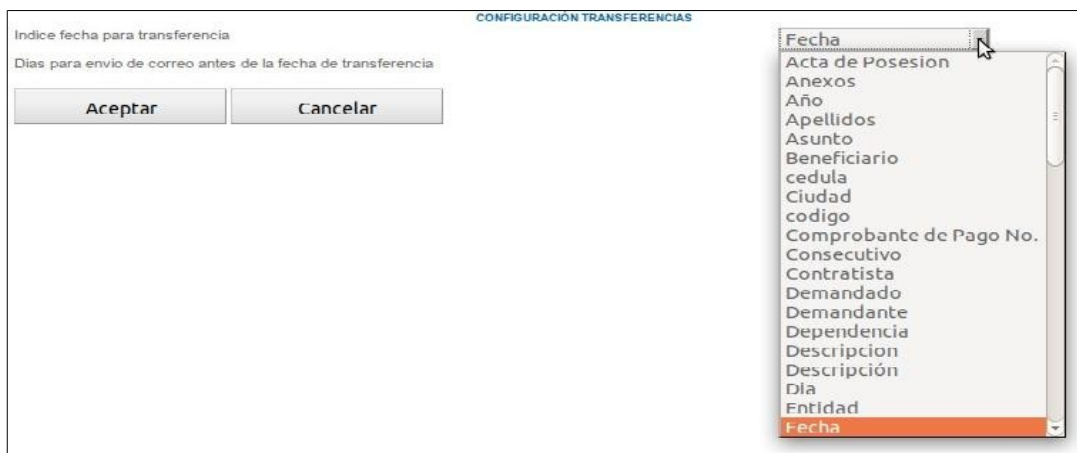 CONFIGURACIÓN TRANSFERENCIAS
Indice fecha para transferencia
Fecha
Dias para envio de correo antes de la fecha de transferencia
Aceptar
Cancelar
Acta de Posesion
Anexos
Año
Apellidos
Asunto
Beneficiario
cedula
Ciudad
codigo
Comprobante de Pago No.
Consecutivo
Contratista
Demandado
Demandante
Dependencia
Descripcion
Descripción
Dia
Entidad
Fecha